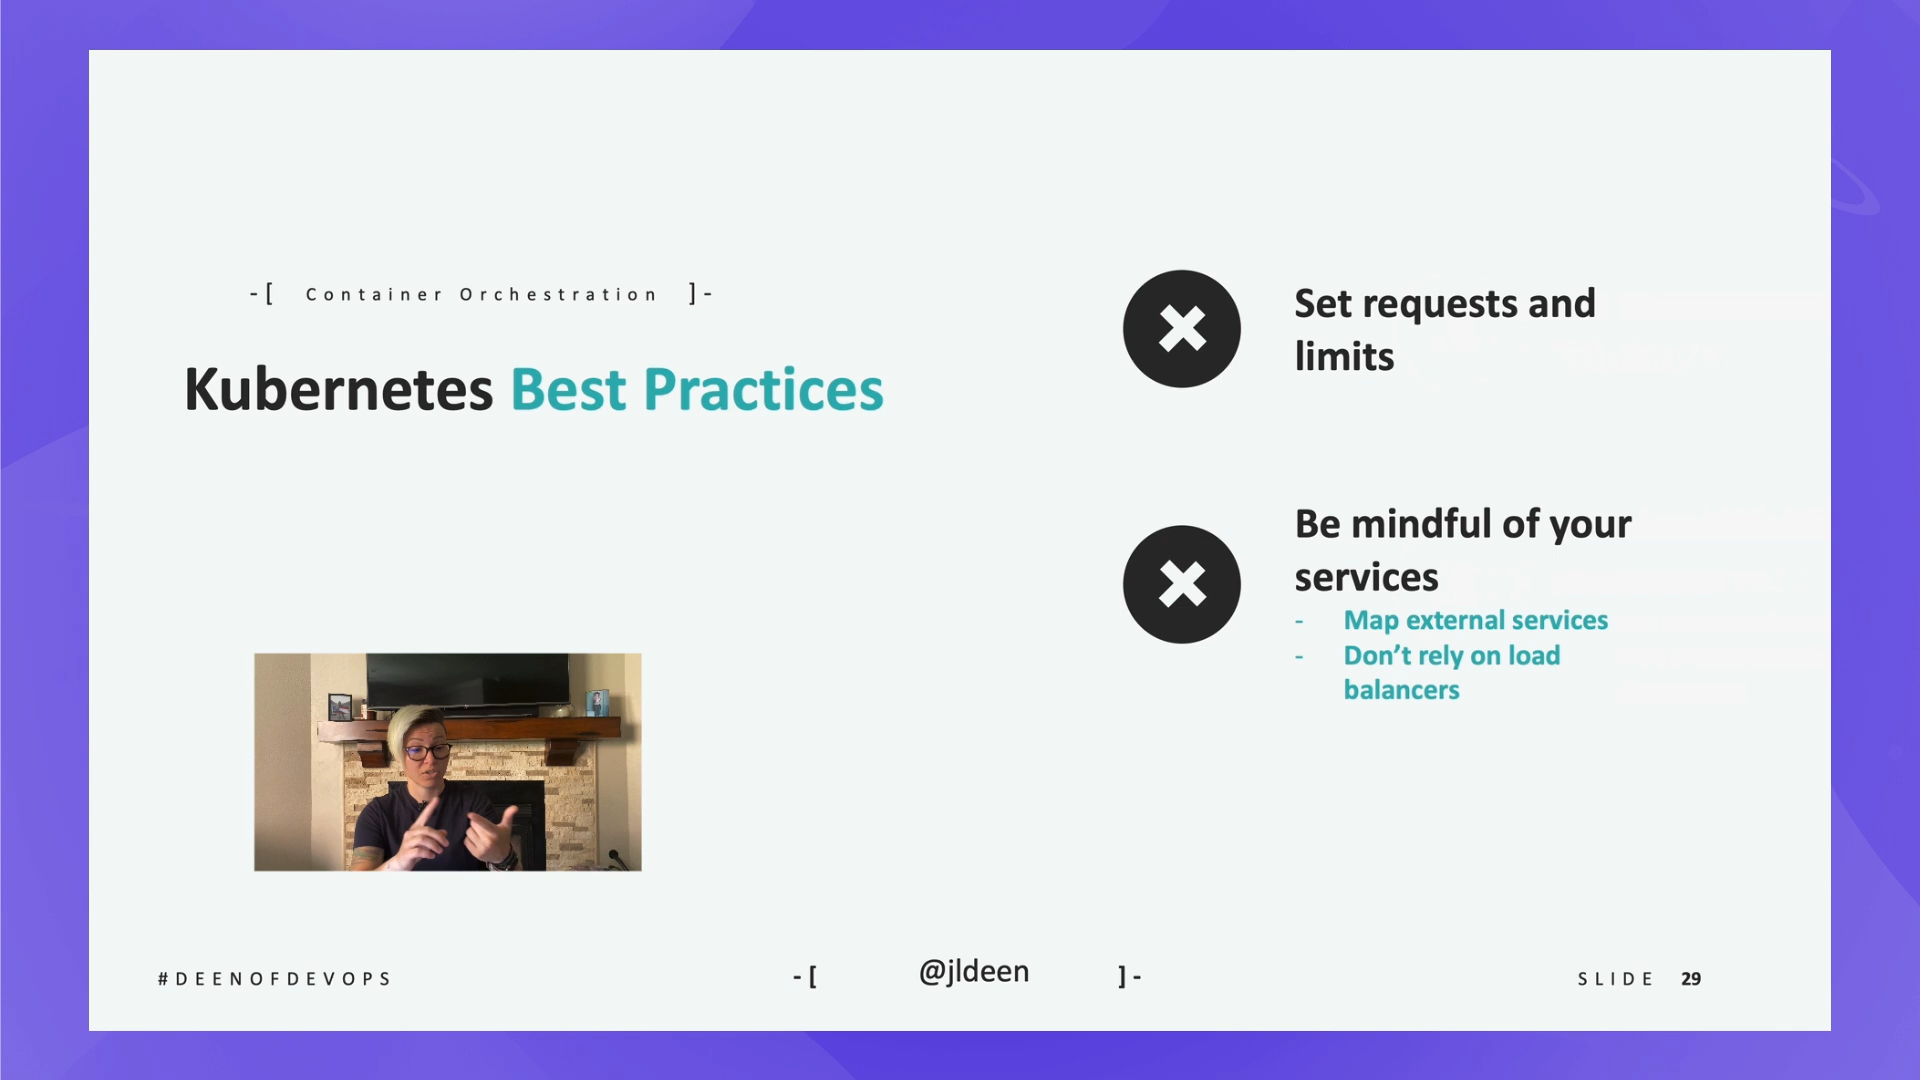 -[ Container Orchestration ]-
Kubernetes Best Practices
Set requests and
limits
Be mindful of your
services
- Map external services
- Don’t rely on load
balancers
#DEENOFDEVOPS
-[ @jldeen ]-
SLIDE 29